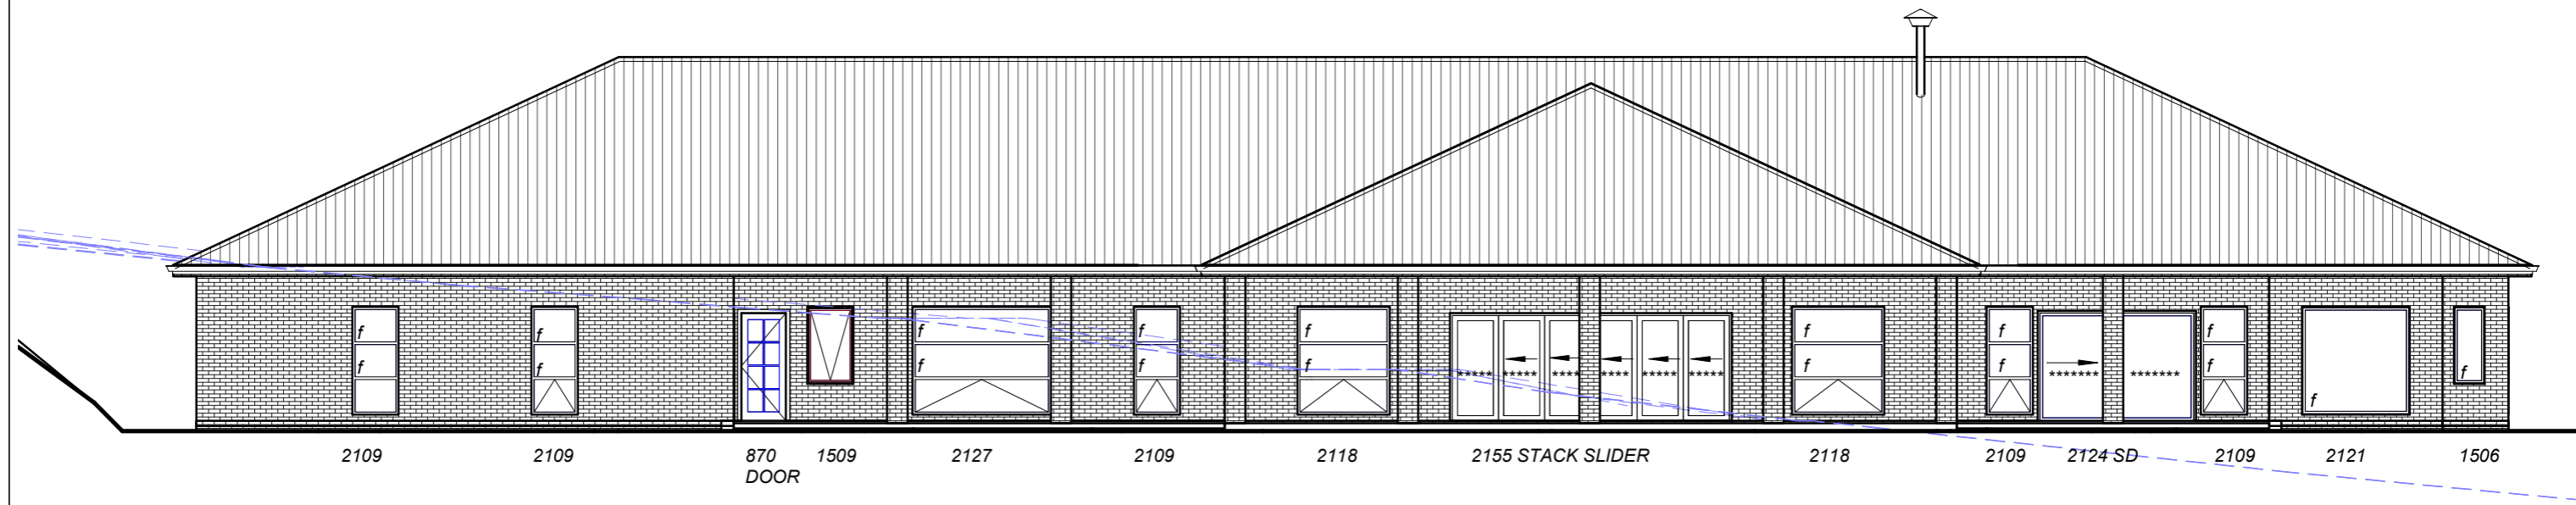 f f f f f f f f
f f f f f f f f
***** ***** ***** **** ***** ***** ******* *******
f
f
2109 2109 870 1509 2127 2109 2118 2155 STACK SLIDER 2118 2109 2124 SD 2109 2121 1506
DOOR